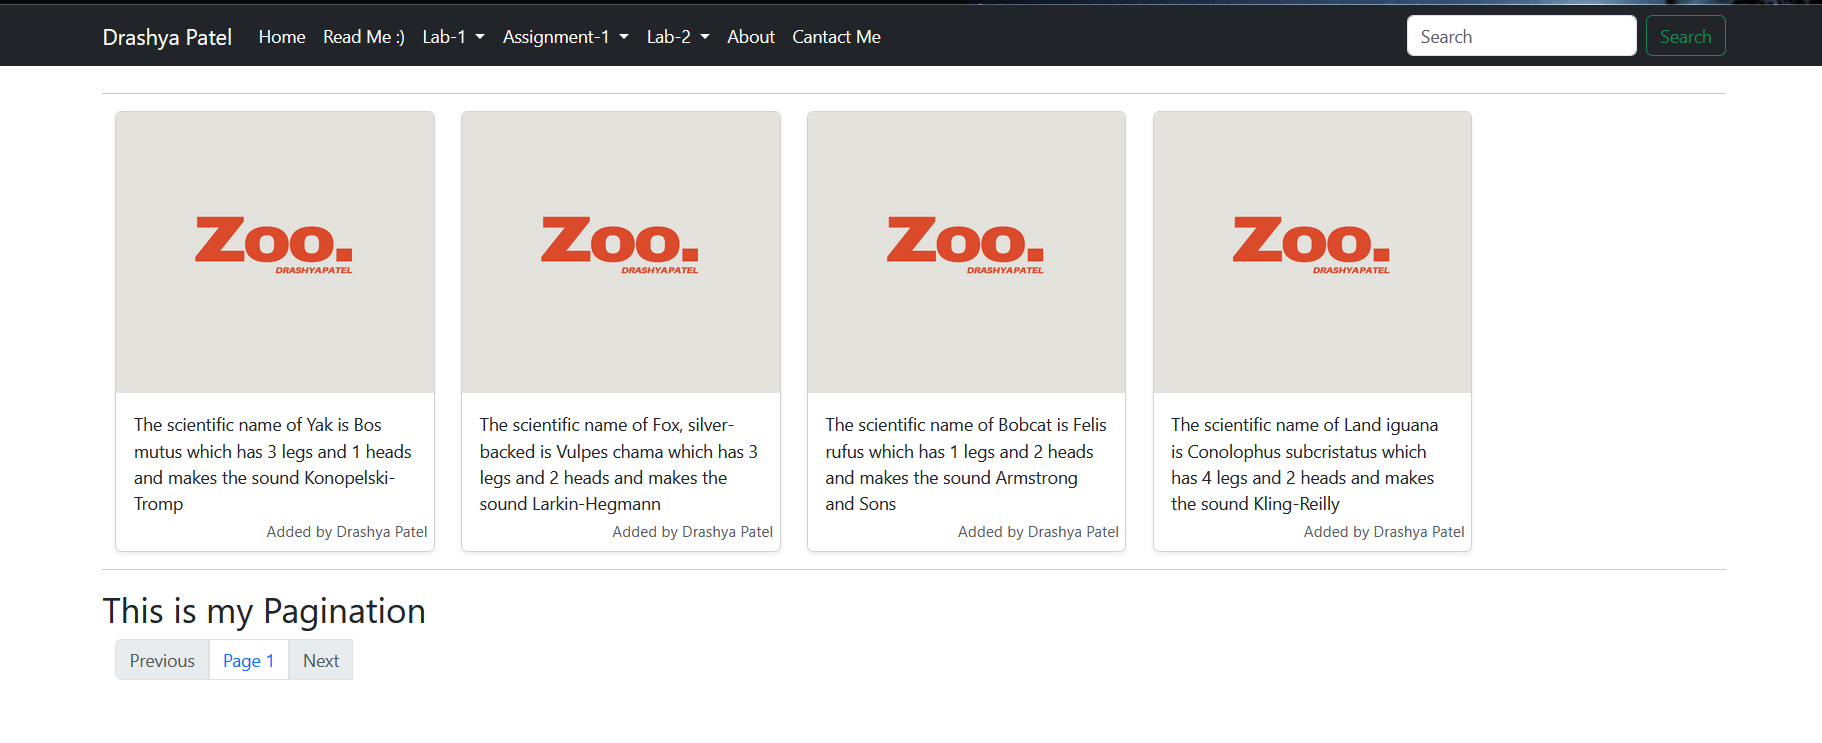 Drashya Patel Home Read Me :) Lab-1 Assignment-1 Lab-2 About Cantact Me Search Search
Zoo.
DRASHYAPATEL
The scientific name of Yak is Bos
mutus which has 3 legs and 1 heads
and makes the sound Konopelski-
Tromp
Added by Drashya Patel
Zoo.
DRASHYAPATEL
The scientific name of Fox, silver-
backed is Vulpes chama which has 3
legs and 2 heads and makes the
sound Larkin-Hegmann
Added by Drashya Patel
Zoo.
DRASHYAPATEL
The scientific name of Bobcat is Felis
rufus which has 1 legs and 2 heads
and makes the sound Armstrong
and Sons
Added by Drashya Patel
Zoo.
DRASHYAPATEL
The scientific name of Land iguana
is Conolophus subcristatus which
has 4 legs and 2 heads and makes
the sound Kling-Reilly
Added by Drashya Patel
This is my Pagination
Previous Page 1 Next